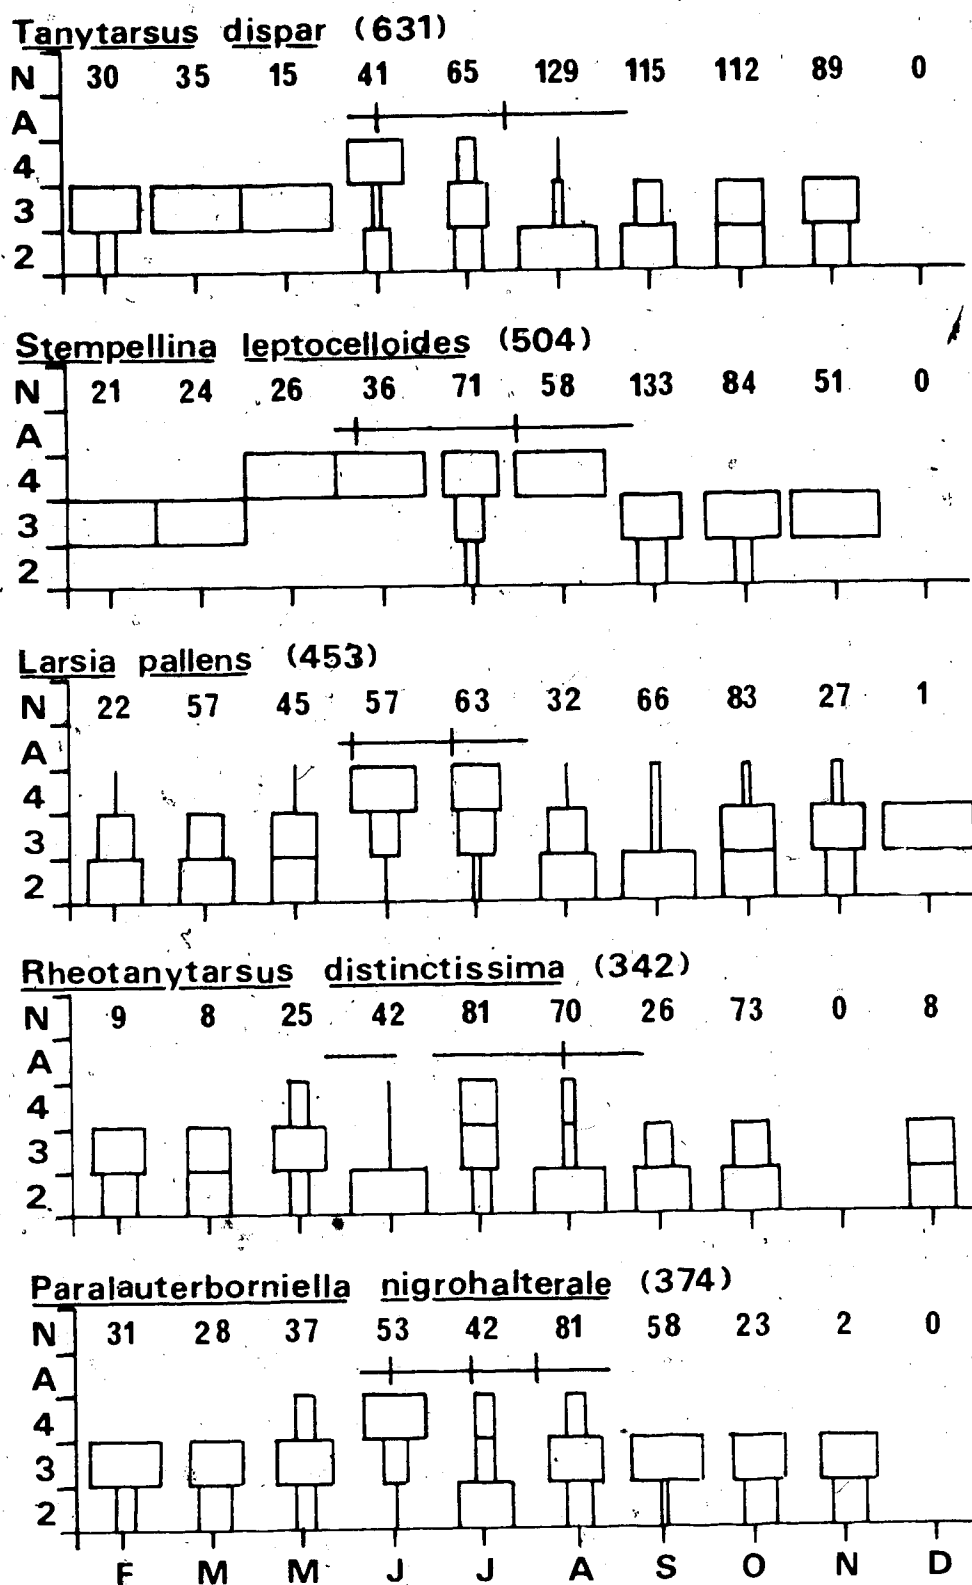 Tanytarsus dispar (631)
N 30 35 15 41 65 129 115 112 89 0
A
4
3
2
Stempellina leptocelloides (504)
N 21 24 26 36 71 58 133 84 51 0
A
4
3
2
Larsia pallens (453)
N 22 57 45 57 63 32 66 83 27 1
A
4
3
2
Rheotanytarsus distinctissima (342)
N 9 8 25 42 81 70 26 73 0 8
A
4
3
2
Paralauterborniella nigrohalterale (374)
N 31 28 37 53 42 81 58 23 2 0
A
4
3
2
F M M J J A S O N D